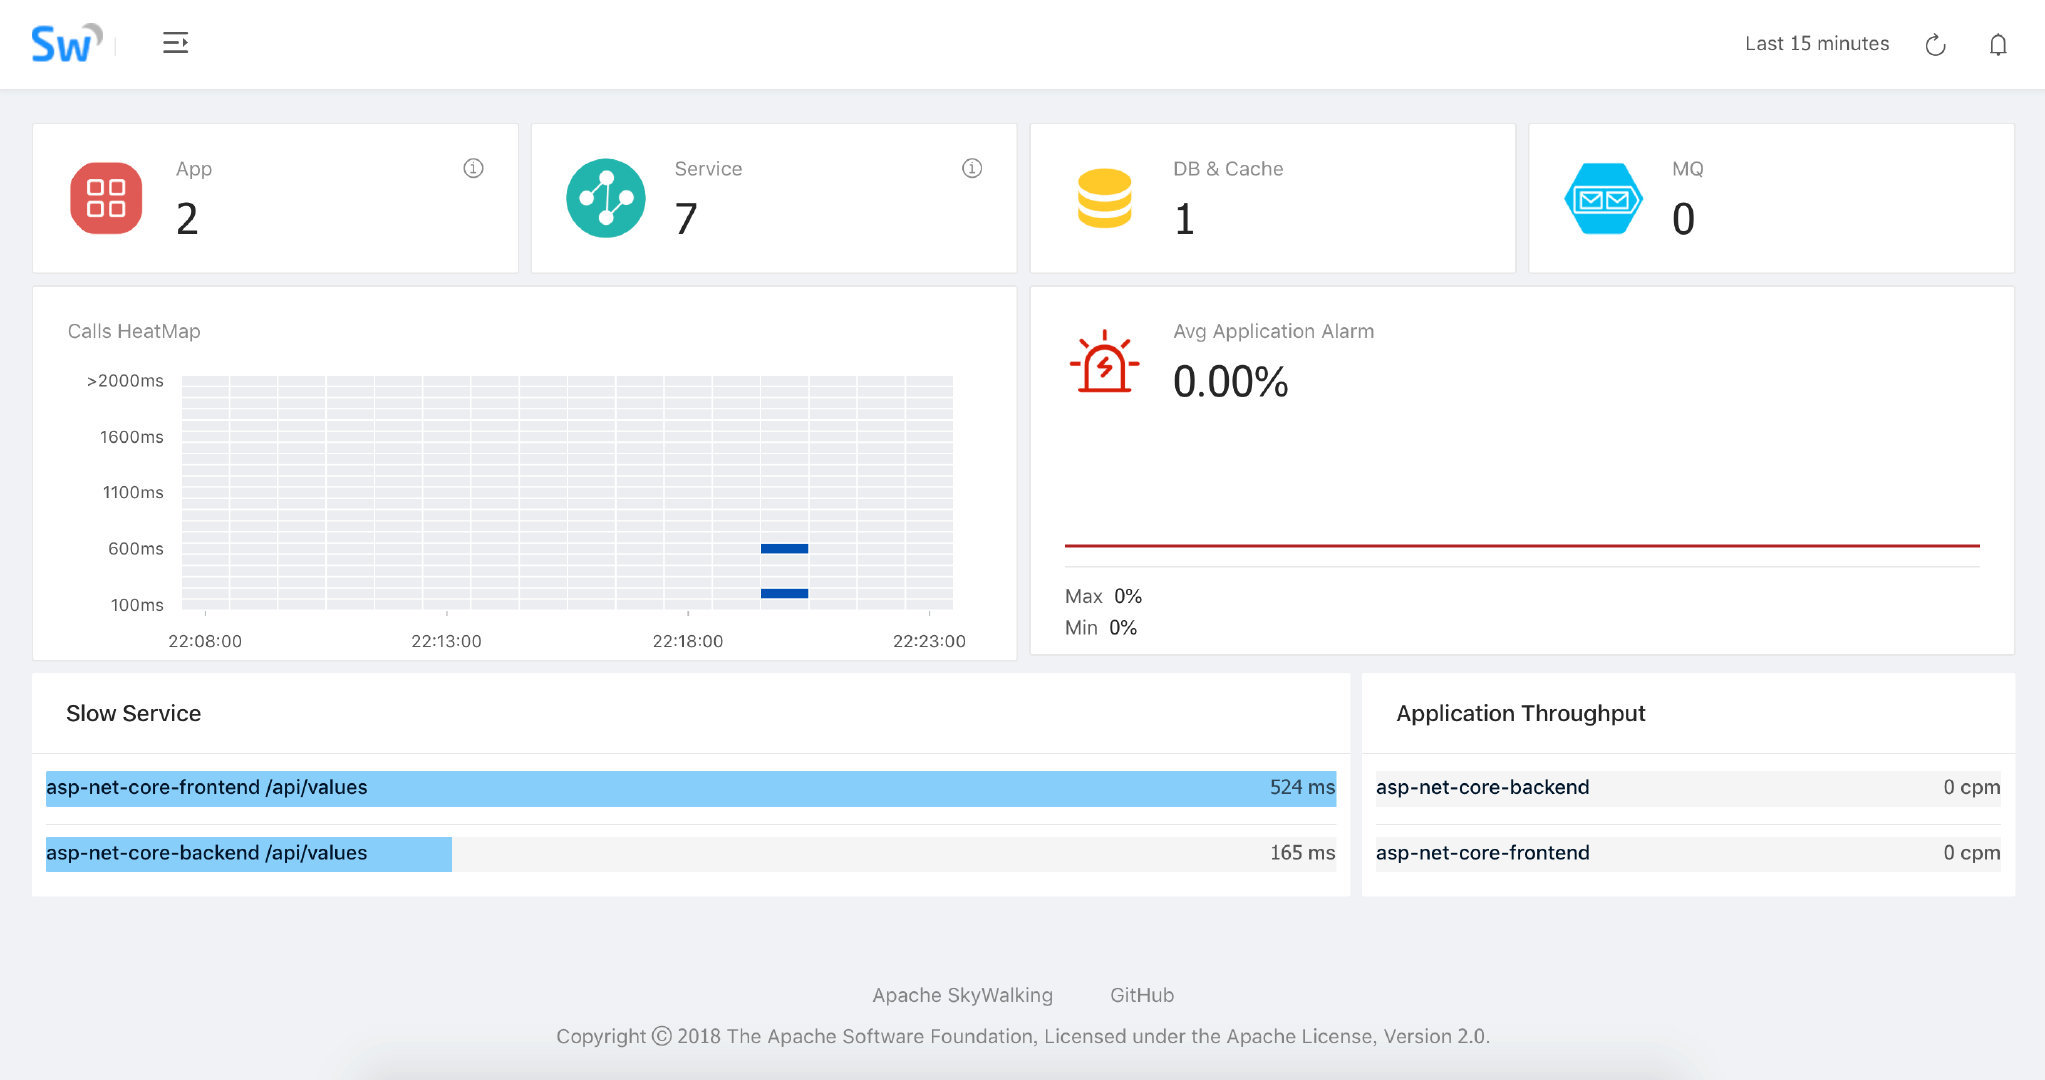 Sw
Last 15 minutes
App
2
Service
7
DB & Cache
1
MQ
0
Calls HeatMap
>2000ms
1600ms
1100ms
600ms
100ms
22:08:00 22:13:00 22:18:00 22:23:00
Avg Application Alarm
0.00%
Max 0%
Min 0%
Slow Service
asp-net-core-frontend /api/values 524 ms
asp-net-core-backend /api/values 165 ms
Application Throughput
asp-net-core-backend 0 cpm
asp-net-core-frontend 0 cpm
Apache SkyWalking GitHub
Copyright © 2018 The Apache Software Foundation, Licensed under the Apache License, Version 2.0.